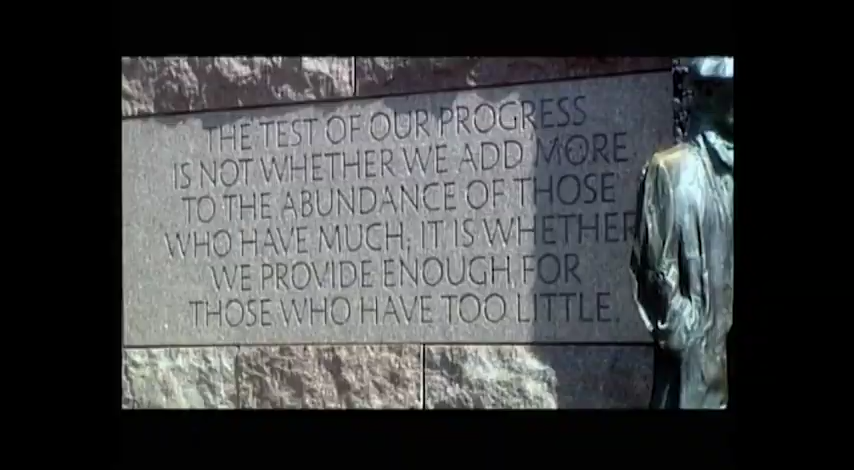 THE TEST OF OUR PROGRESS
IS NOT WHETHER WE ADD MORE
TO THE ABUNDANCE OF THOSE
WHO HAVE MUCH; IT IS WHETHER
WE PROVIDE ENOUGH FOR
THOSE WHO HAVE TOO LITTLE.